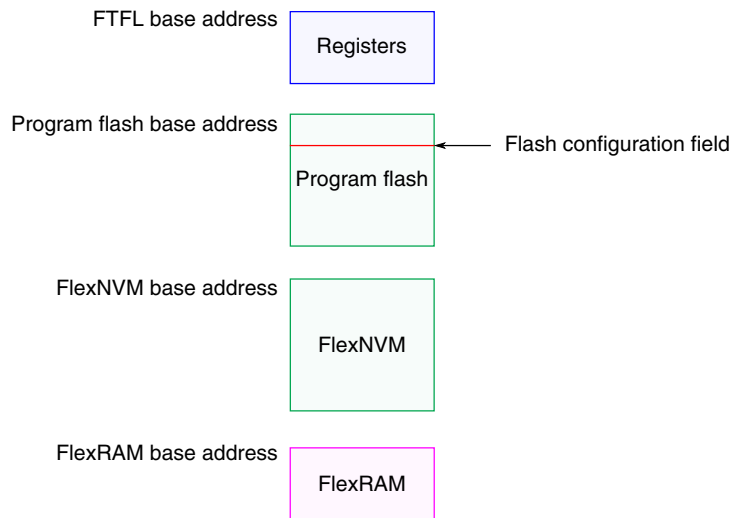 FTFL base address
Registers
Program flash base address
Flash configuration field
Program flash
FlexNVM base address
FlexNVM
FlexRAM base address
FlexRAM